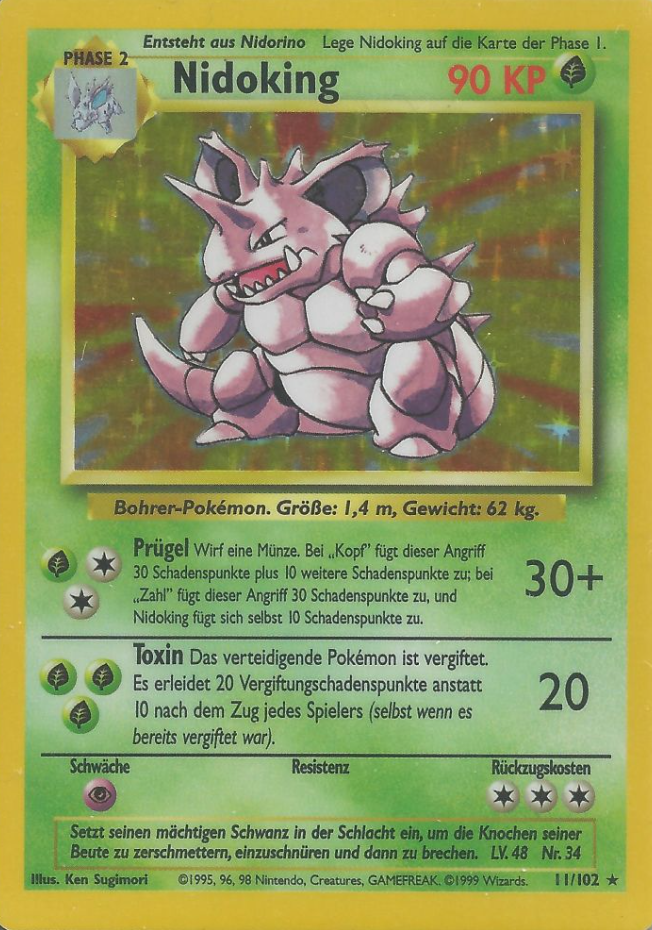 Entsteht aus Nidorino Lege Nidoking auf die Karte der Phase 1.
PHASE 2
Nidoking 90 KP
Bohrer-Pokémon. Größe: 1,4 m, Gewicht: 62 kg.
Prügel Wirf eine Münze. Bei „Kopf" fügt dieser Angriff
30 Schadenspunkte plus 10 weitere Schadenspunkte zu; bei
„Zahl" fügt dieser Angriff 30 Schadenspunkte zu, und
Nidoking fügt sich selbst 10 Schadenspunkte zu.
30+
Toxin Das verteidigende Pokémon ist vergiftet.
Es erleidet 20 Vergiftungschadenspunkte anstatt
10 nach dem Zug jedes Spielers (selbst wenn es
bereits vergiftet war).
20
Schwäche Resistenz Rückzugskosten
Setzt seinen mächtigen Schwanz in der Schlacht ein, um die Knochen seiner
Beute zu zerschmettern, einzuschnüren und dann zu brechen. LV. 48 Nr. 34
Illus. Ken Sugimori ©1995, 96, 98 Nintendo, Creatures, GAMEFREAK. ©1999 Wizards. 11/102 ★